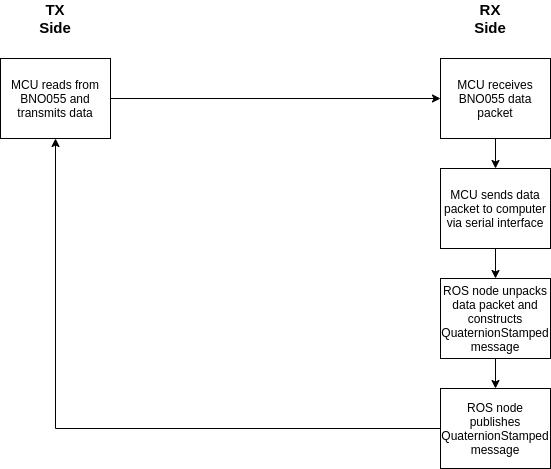 TX
Side
RX
Side
MCU reads from
BNO055 and
transmits data
MCU receives
BNO055 data
packet
MCU sends data
packet to computer
via serial interface
ROS node unpacks
data packet and
constructs
QuaternionStamped
message
ROS node
publishes
QuaternionStamped
message